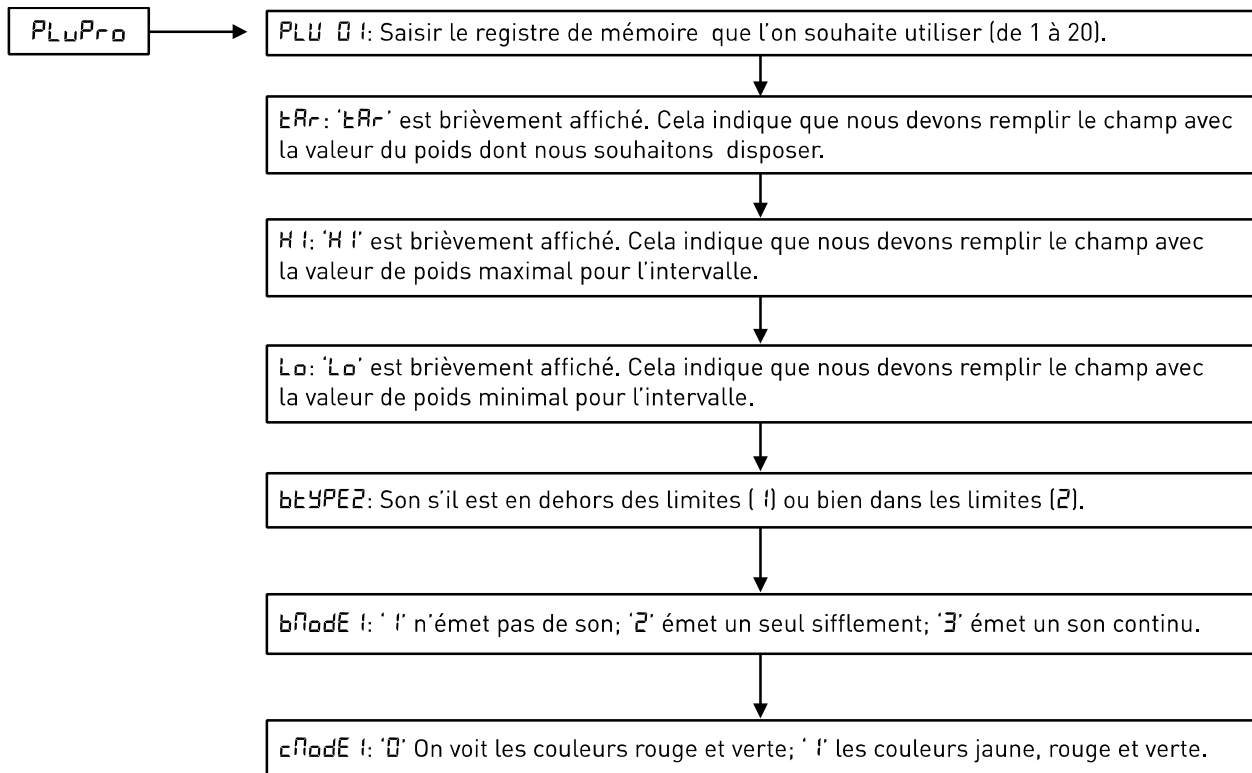 PLuPro
PLU 01: Saisir le registre de mémoire que l'on souhaite utiliser (de 1 à 20).
tAr: 'tAr' est brièvement affiché. Cela indique que nous devons remplir le champ avec
la valeur du poids dont nous souhaitons disposer.
H1: 'H1' est brièvement affiché. Cela indique que nous devons remplir le champ avec
la valeur de poids maximal pour l'intervalle.
Lo: 'Lo' est brièvement affiché. Cela indique que nous devons remplir le champ avec
la valeur de poids minimal pour l'intervalle.
btYPE2: Son s'il est en dehors des limites (1) ou bien dans les limites (2).
bModE1: '1' n'émet pas de son; '2' émet un seul sifflement; '3' émet un son continu.
cModE1: '0' On voit les couleurs rouge et verte; '1' les couleurs jaune, rouge et verte.